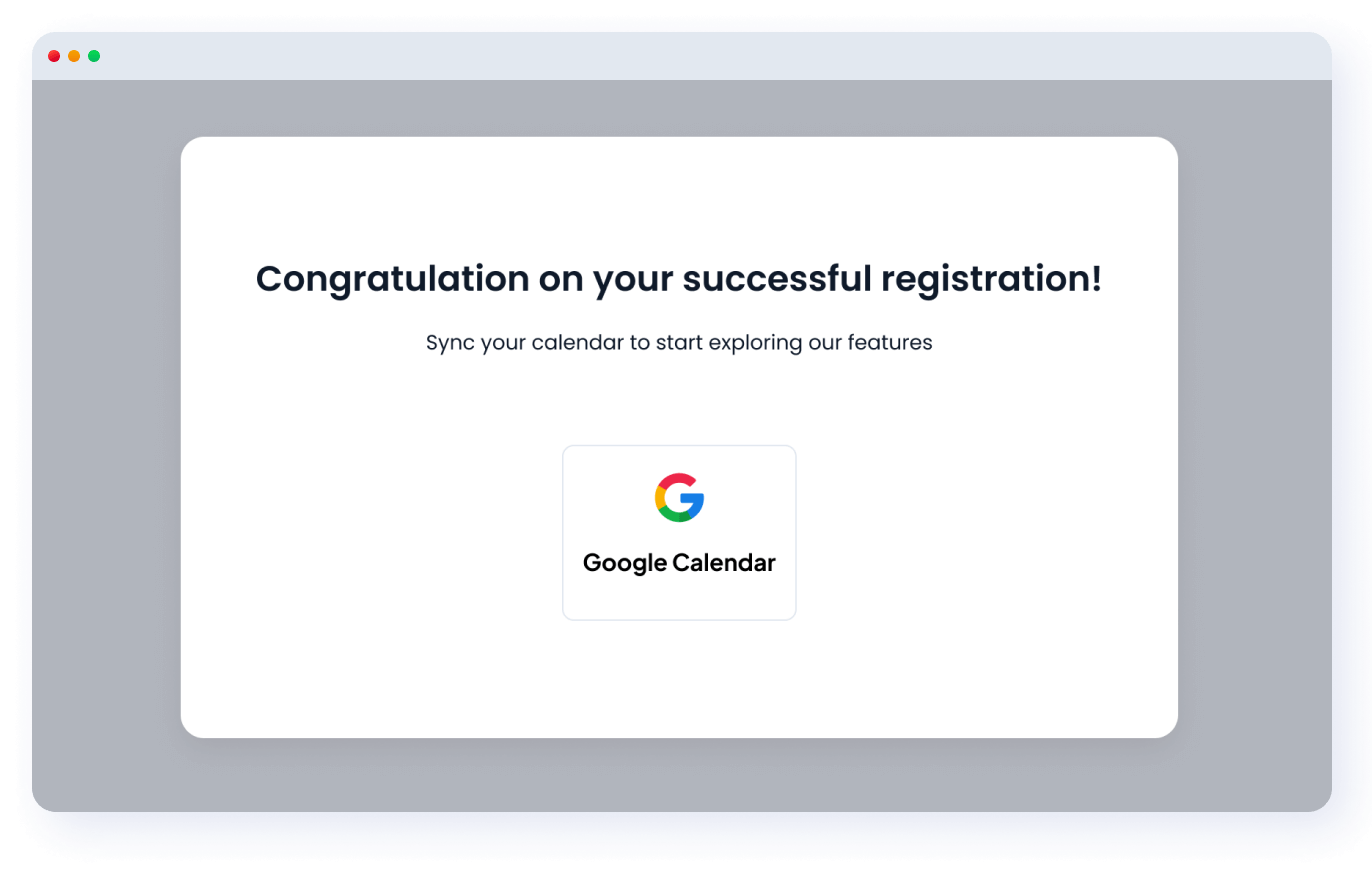 Congratulation on your successful registration!
Sync your calendar to start exploring our features
Google Calendar